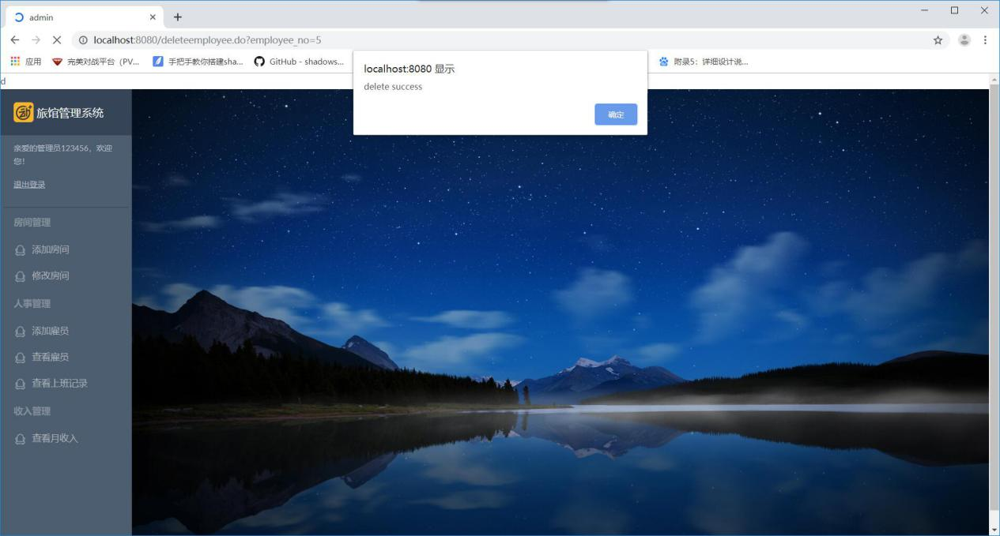 admin
localhost:8080/deleteemployee.do?employee_no=5
应用
完美对战平台（PV...
手把手教你搭建sha...
GitHub - shadows...
附录5：详细设计说...
localhost:8080 显示
delete success
确定
d
旅馆管理系统
亲爱的管理员123456，欢迎
您！
退出登录
房间管理
添加房间
修改房间
人事管理
添加雇员
查看雇员
查看上班记录
收入管理
查看月收入